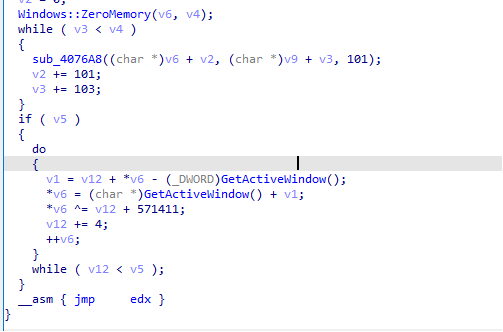 v2 = 0;
Windows::ZeroMemory(v6, v4);
while ( v3 < v4 )
{
sub_4076A8((char *)v6 + v2, (char *)v9 + v3, 101);
v2 += 101;
v3 += 103;
}
if ( v5 )
{
do
{
v1 = v12 + *v6 - (_DWORD)GetActiveWindow();
*v6 = (char *)GetActiveWindow() + v1;
*v6 ^= v12 + 571411;
v12 += 4;
++v6;
}
while ( v12 < v5 );
}
__asm { jmp     edx }
}